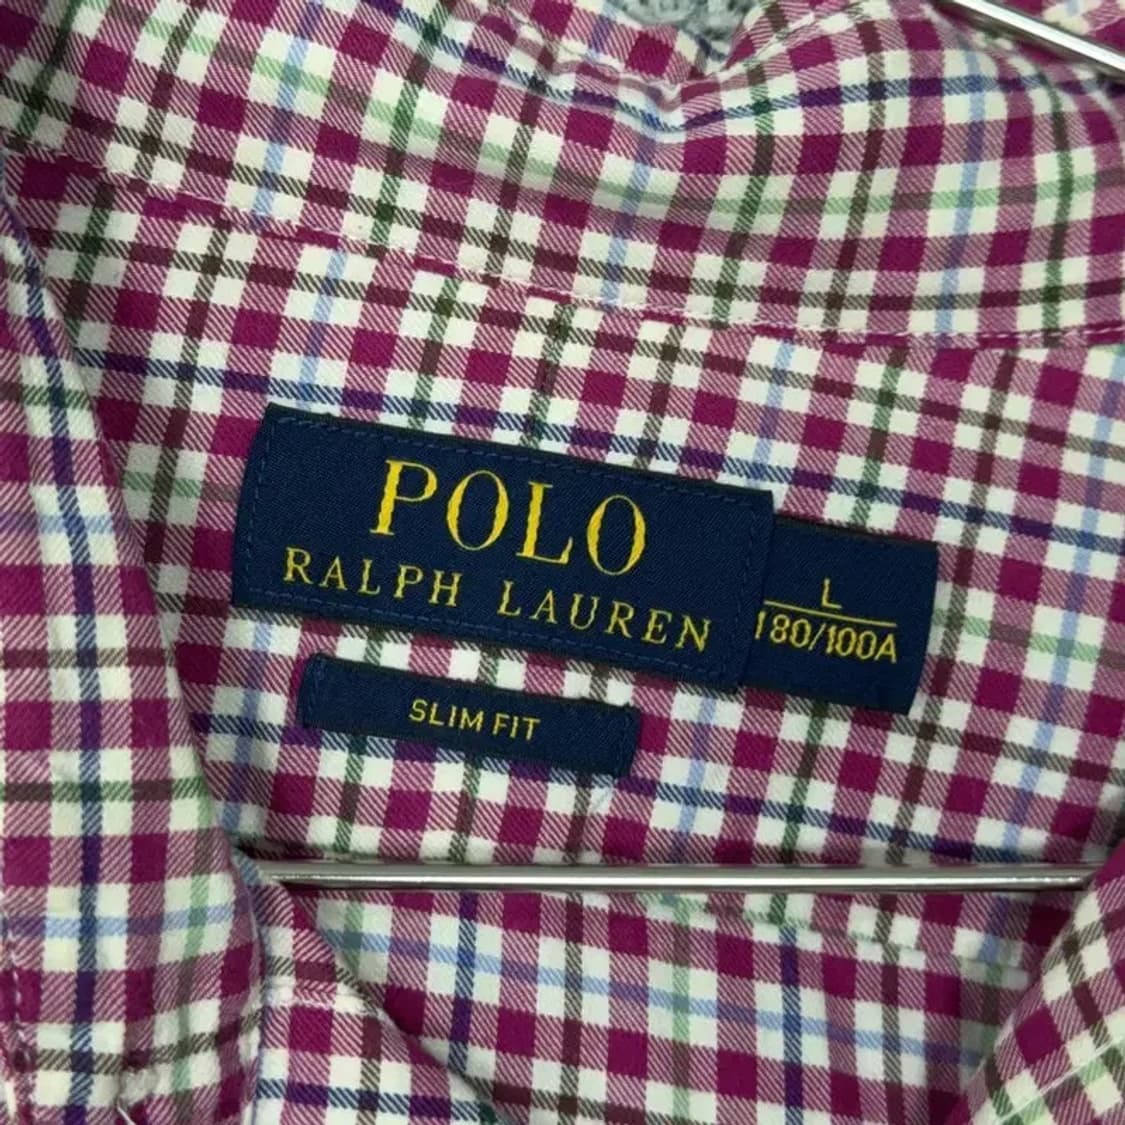 POLO
RALPH LAUREN
L
180/100A
SLIM FIT